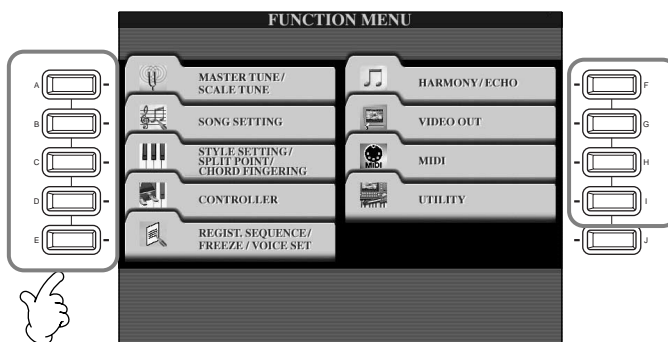 FUNCTION MENU
A
MASTER TUNE/
SCALE TUNE
B
SONG SETTING
C
STYLE SETTING/
SPLIT POINT/
CHORD FINGERING
D
CONTROLLER
E
REGIST. SEQUENCE/
FREEZE/VOICE SET
HARMONY/ECHO
F
VIDEO OUT
G
MIDI
MIDI
H
UTILITY
I
J